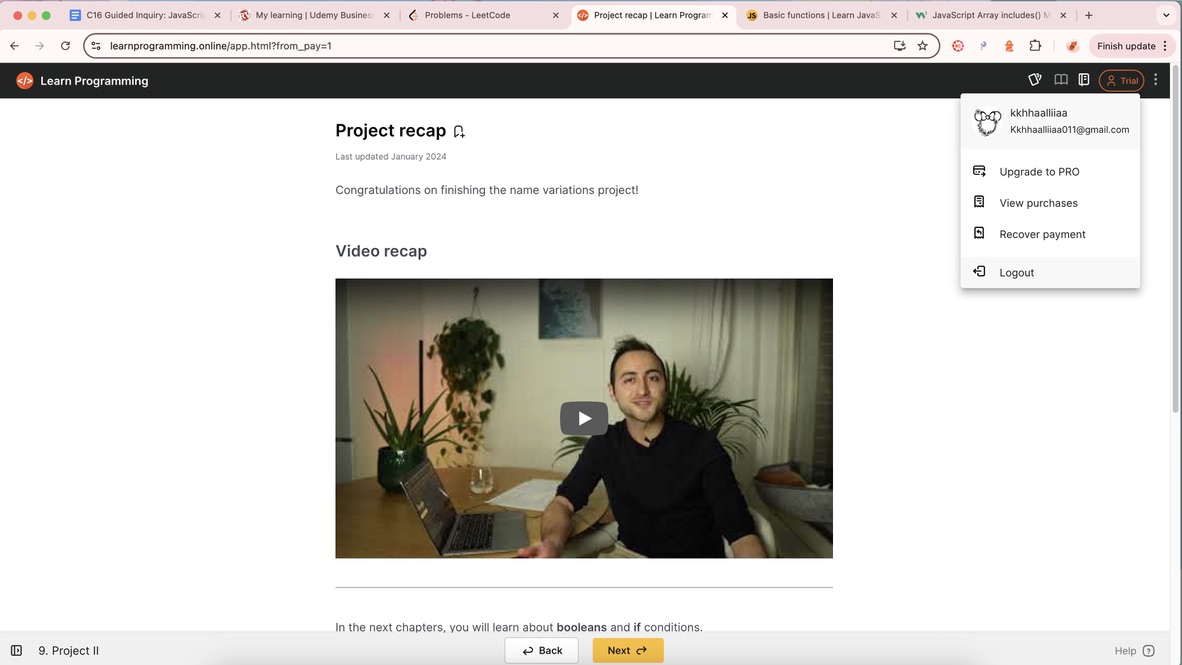 C16 Guided Inquiry: JavaScri
My learning | Udemy Business
Problems - LeetCode
Project recap | Learn Program
Basic functions | Learn JavaS
JavaScript Array includes() M
learnprogramming.online/app.html?from_pay=1
Finish update
Learn Programming
Trial
kkhhaalliiaa
Kkhhaalliiaa011@gmail.com
Upgrade to PRO
View purchases
Recover payment
Logout
Project recap
Last updated January 2024
Congratulations on finishing the name variations project!
Video recap
In the next chapters, you will learn about booleans and if conditions.
9. Project II
Back
Next
Help